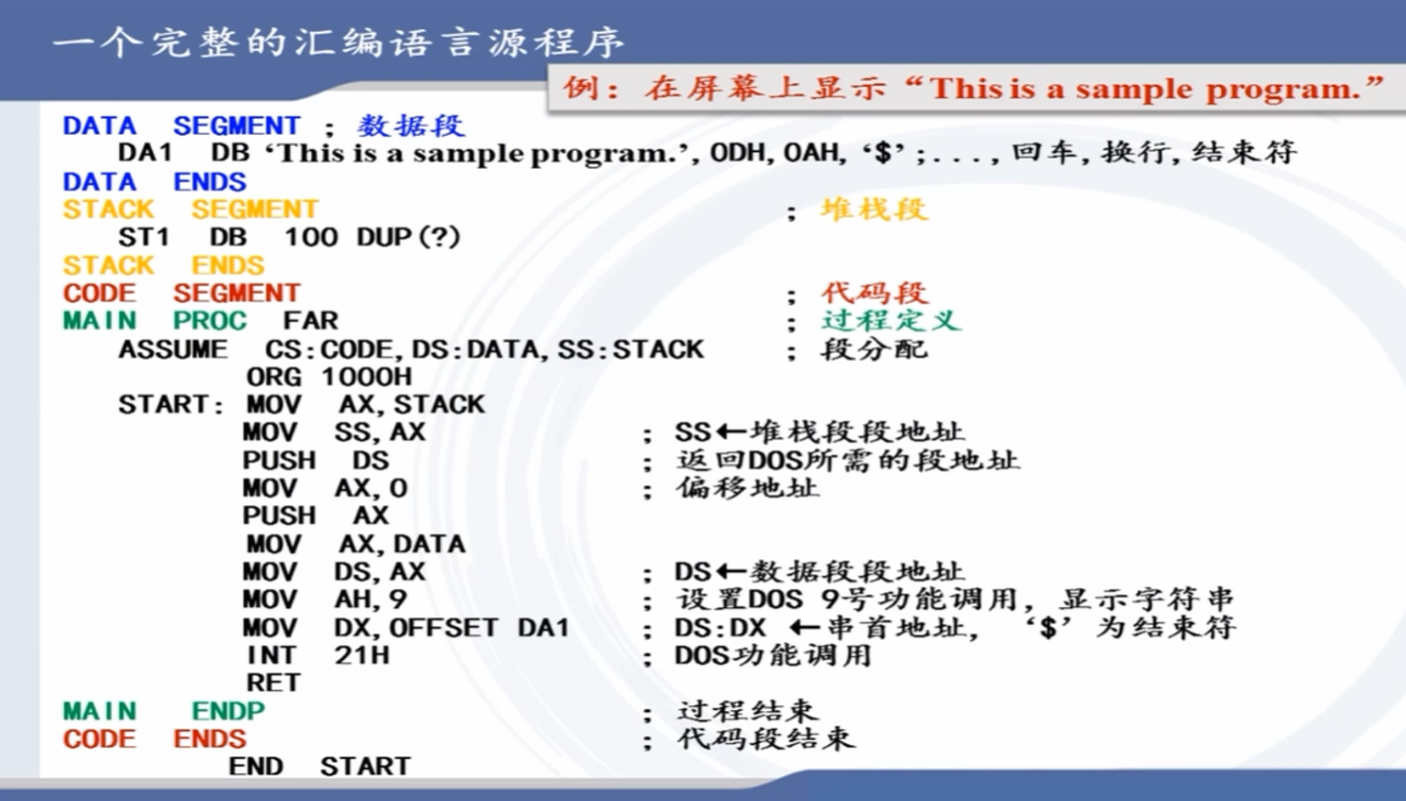 一个完整的汇编语言源程序
例：在屏幕上显示“This is a sample program.”
DATA SEGMENT ; 数据段
DA1 DB ‘This is a sample program.’, 0DH, 0AH, ‘$’ ;..., 回车, 换行, 结束符
DATA ENDS
STACK SEGMENT ; 堆栈段
ST1 DB 100 DUP(?)
STACK ENDS
CODE SEGMENT ; 代码段
MAIN PROC FAR ; 过程定义
ASSUME CS:CODE, DS:DATA, SS:STACK ; 段分配
ORG 1000H
START: MOV AX, STACK
MOV SS, AX ; SS←堆栈段段地址
PUSH DS ; 返回DOS所需的段地址
MOV AX, 0 ; 偏移地址
PUSH AX
MOV AX, DATA
MOV DS, AX ; DS←数据段段地址
MOV AH, 9 ; 设置DOS 9号功能调用，显示字符串
MOV DX, OFFSET DA1 ; DS:DX ←串首地址, ‘$’为结束符
INT 21H ; DOS功能调用
RET
MAIN ENDP ; 过程结束
CODE ENDS ; 代码段结束
END START